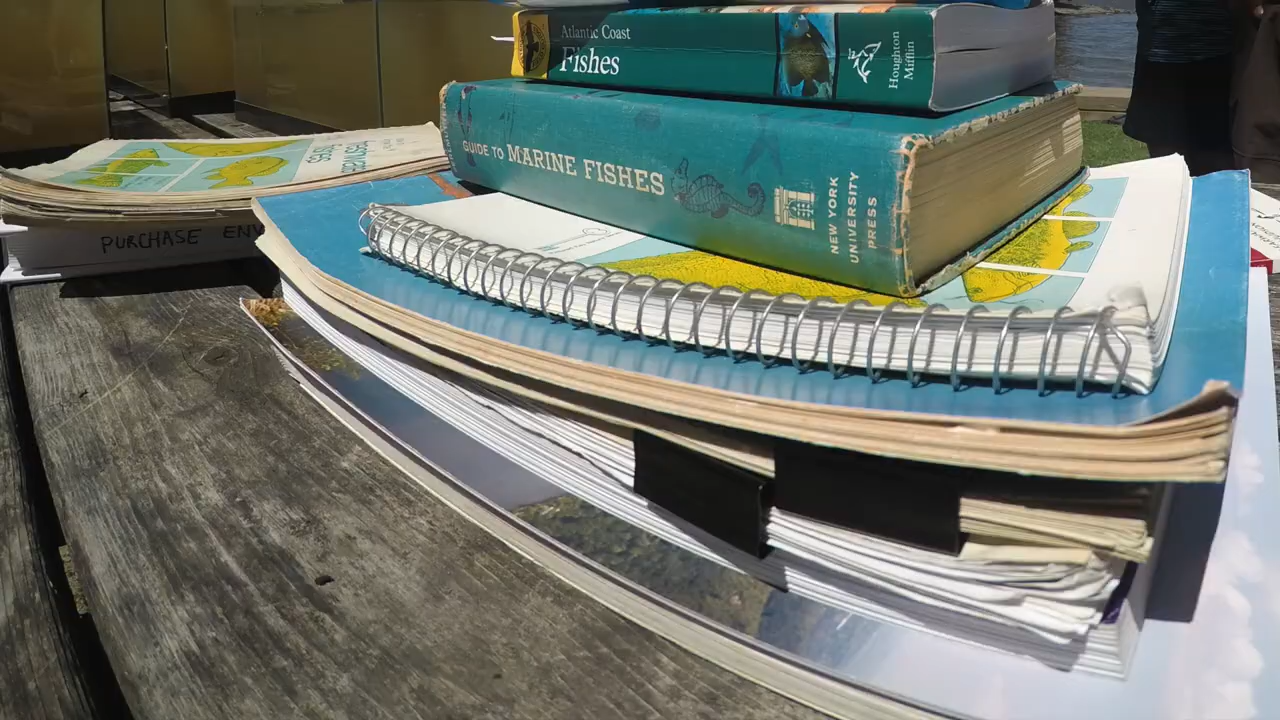 Atlantic Coast
Fishes
Houghton
Mifflin
GUIDE TO MARINE FISHES
NEW YORK
UNIVERSITY
PRESS
PURCHASE ENV